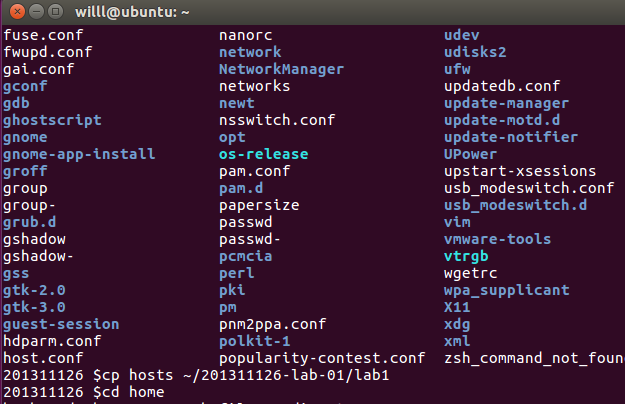 willl@ubuntu: ~
fuse.conf nanorc udev
fwupd.conf network udisks2
gai.conf NetworkManager ufw
gconf networks updatedb.conf
gdb newt update-manager
ghostscript nsswitch.conf update-motd.d
gnome opt update-notifier
gnome-app-install os-release UPower
groff pam.conf upstart-xsessions
group pam.d usb_modeswitch.conf
group- papersize usb_modeswitch.d
grub.d passwd vim
gshadow passwd- vmware-tools
gshadow- pcmcia vtrgb
gss perl wgetrc
gtk-2.0 pki wpa_supplicant
gtk-3.0 pm X11
guest-session pnm2ppa.conf xdg
hdparm.conf polkit-1 xml
host.conf popularity-contest.conf zsh_command_not_foun
201311126 $cp hosts ~/201311126-lab-01/lab1
201311126 $cd home